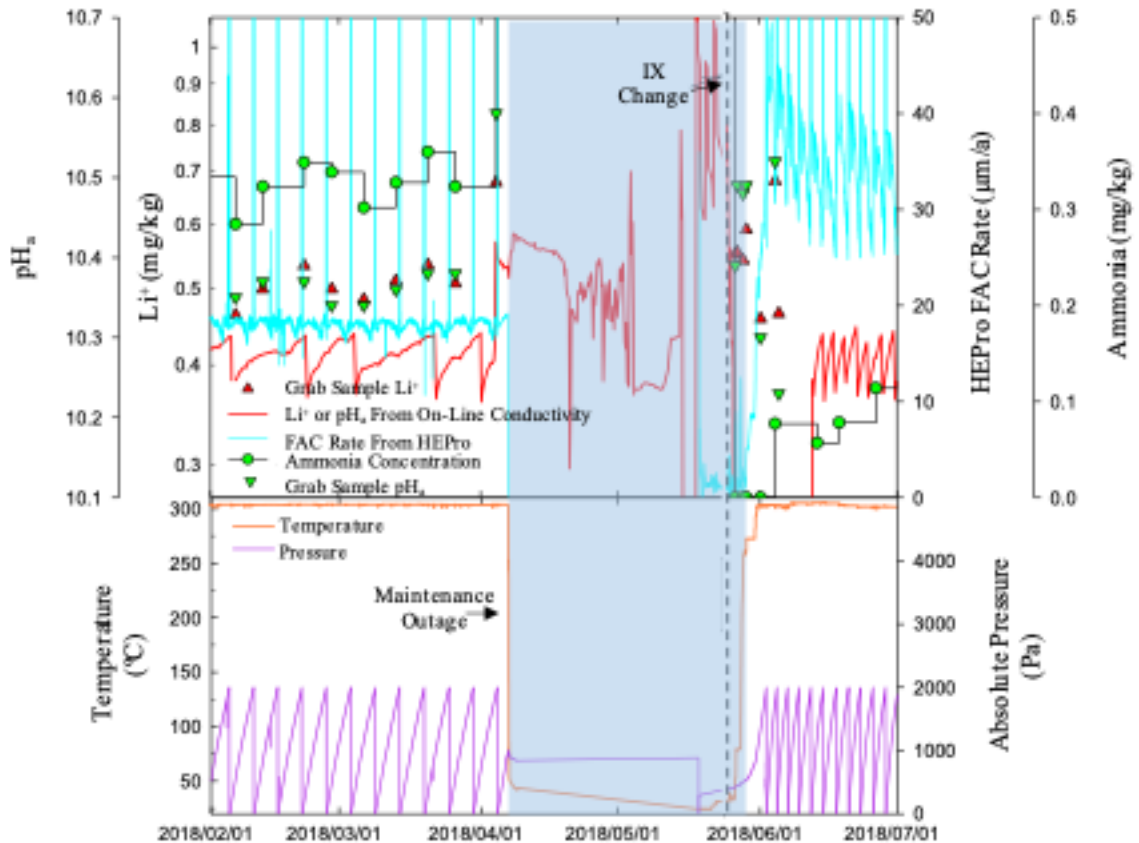 10.7
10.6
10.5
10.4
10.3
10.2
10.1
pHa
1
0.9
0.8
0.7
0.6
0.5
0.4
0.3
Li+ (mg/kg)
IX
Change
Grab Sample Li+
Li+ or pHa From On-Line Conductivity
FAC Rate From HEPro
Ammonia Concentration
Grab Sample pHa
50
40
30
20
10
0
HEPro FAC Rate (µm/a)
0.5
0.4
0.3
0.2
0.1
0.0
Ammonia (mg/kg)
300
250
200
150
100
50
Temperature
(°C)
Temperature
Pressure
Maintenance
Outage
4000
3000
2000
1000
0
Absolute Pressure
(Pa)
2018/02/01
2018/03/01
2018/04/01
2018/05/01
2018/06/01
2018/07/01